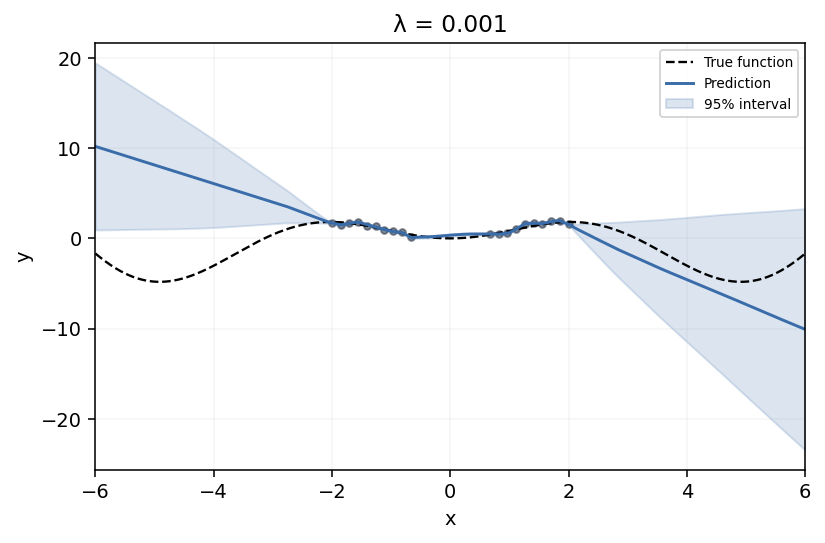 λ = 0.001
True function
Prediction
95% interval
20
10
0
−10
−20
y
−6
−4
−2
0
2
4
6
x